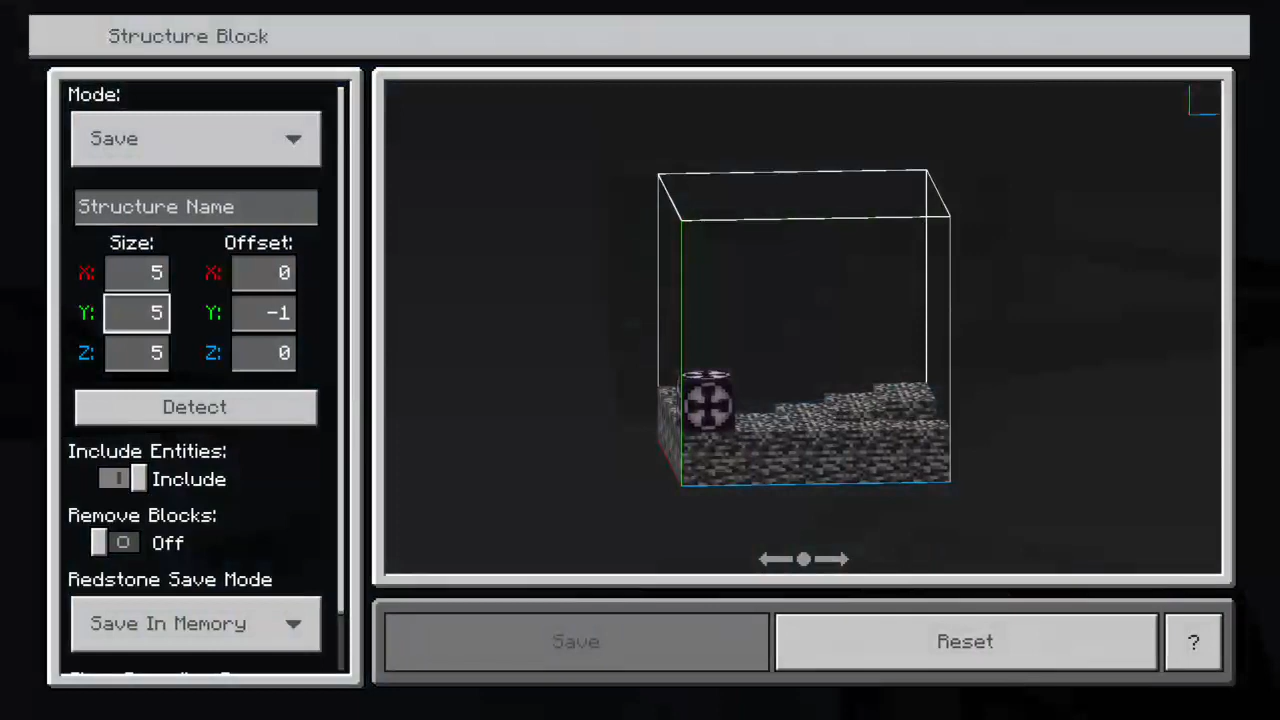 Structure Block
Mode:
Save
Structure Name
Size: Offset:
X: 5 X: 0
Y: 5 Y: -1
Z: 5 Z: 0
Detect
Include Entities:
Include
Remove Blocks:
Off
Redstone Save Mode
Save In Memory
Save
Reset
?